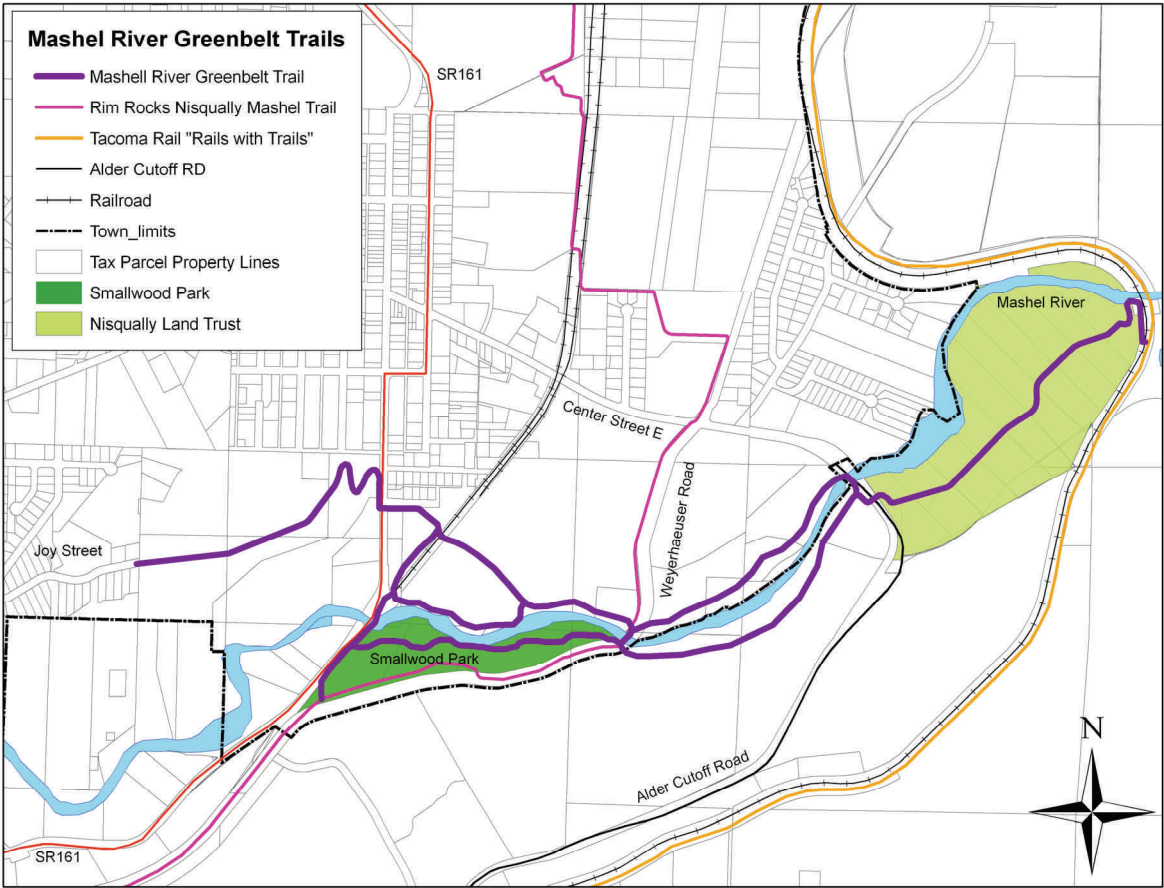 Mashel River Greenbelt Trails
Mashell River Greenbelt Trail
Rim Rocks Nisqually Mashel Trail
Tacoma Rail "Rails with Trails"
Alder Cutoff RD
Railroad
Town_limits
Tax Parcel Property Lines
Smallwood Park
Nisqually Land Trust
SR161
Mashel River
Center Street E
Weyerhaeuser Road
Joy Street
Smallwood Park
Alder Cutoff Road
N
SR161